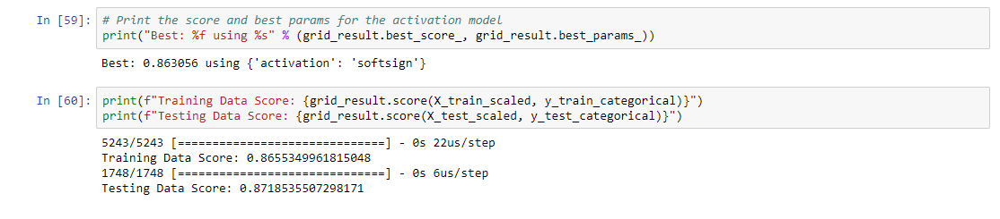 In [59]: # Print the score and best params for the activation model
print("Best: %f using %s" % (grid_result.best_score_, grid_result.best_params_))
Best: 0.863056 using {'activation': 'softsign'}
In [60]: print(f"Training Data Score: {grid_result.score(X_train_scaled, y_train_categorical)}")
print(f"Testing Data Score: {grid_result.score(X_test_scaled, y_test_categorical)}")
5243/5243 [==============================] - 0s 22us/step
Training Data Score: 0.8655349961815048
1748/1748 [==============================] - 0s 6us/step
Testing Data Score: 0.8718535507298171